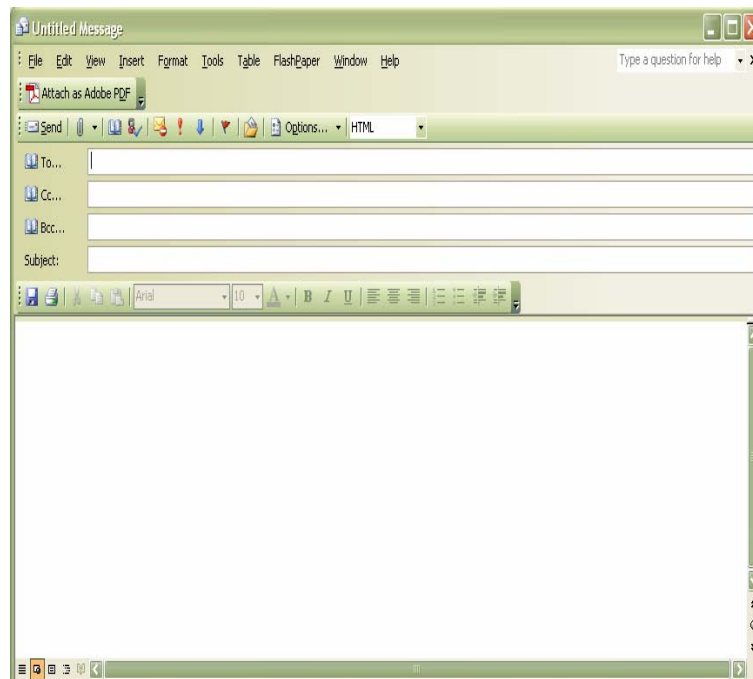 Untitled Message
File Edit View Insert Format Tools Table FlashPaper Window Help Type a question for help
Attach as Adobe PDF
Send Options... HTML
To...
Cc...
Bcc...
Subject:
Arial 10 A B I U